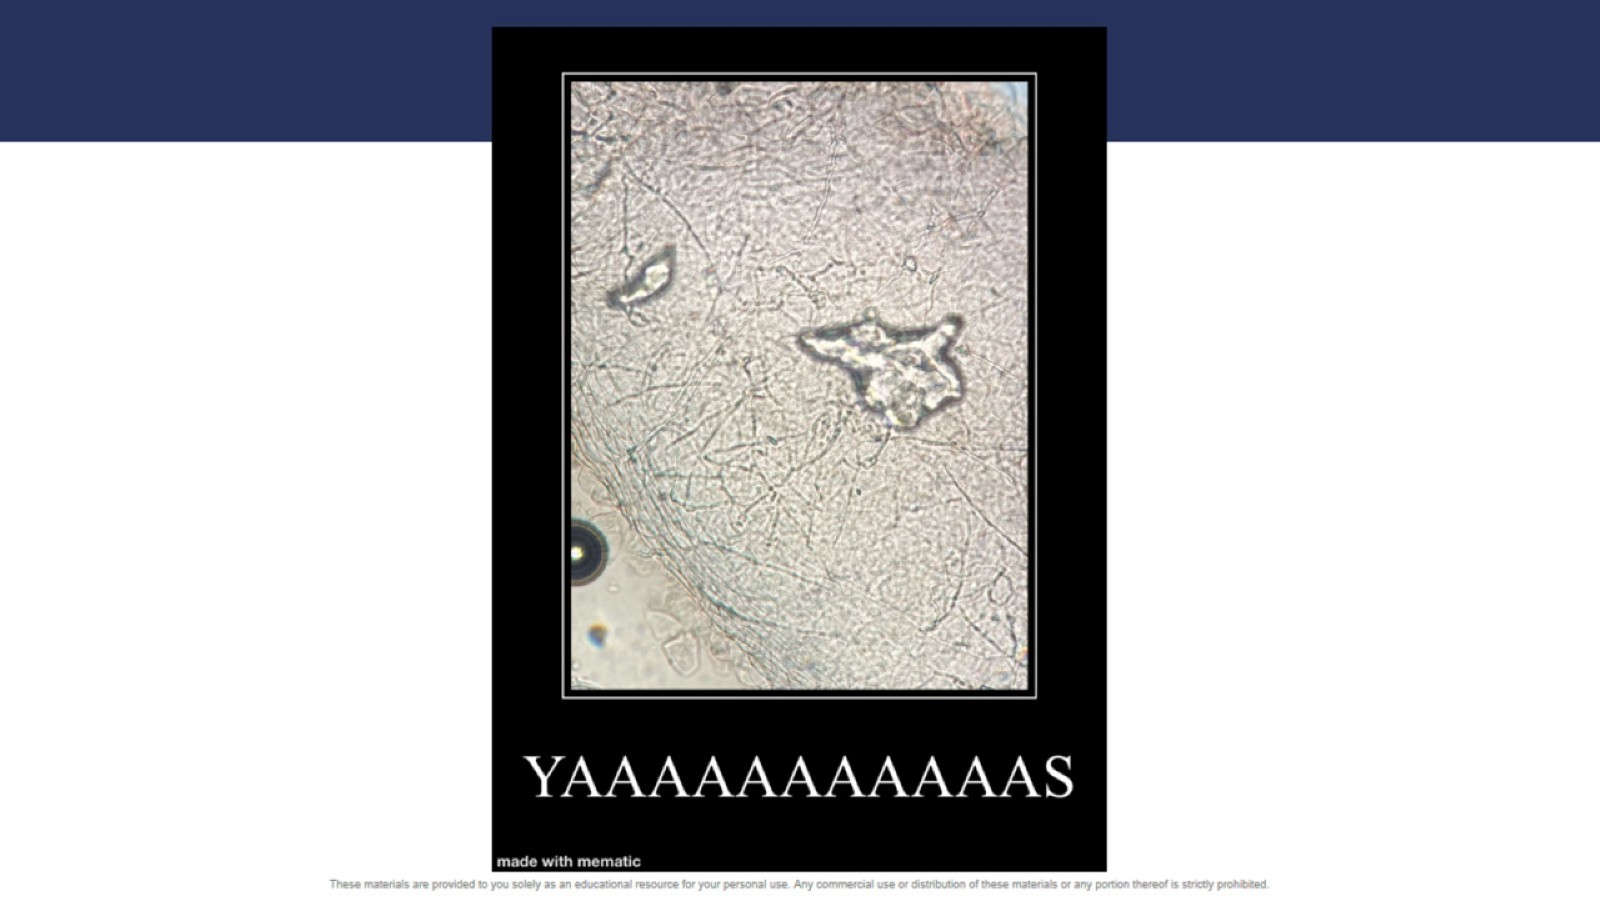 YAAAAAAAAAAAAS
made with mematic
These materials are provided to you solely as an educational resource for your personal use. Any commercial use or distribution of these materials or any portion thereof is strictly prohibited.